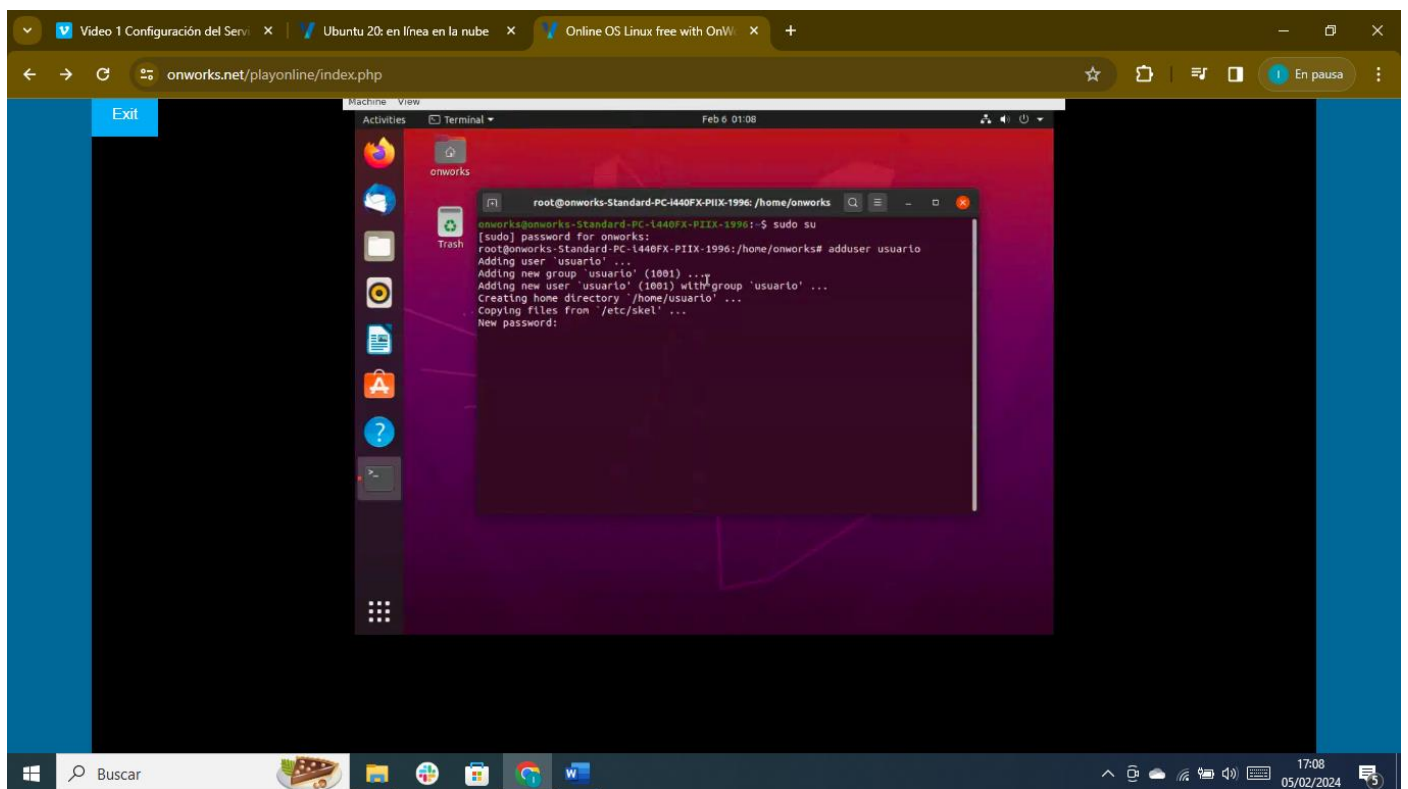 Video 1 Configuración del Servi
Ubuntu 20: en línea en la nube
Online OS Linux free with OnW
onworks.net/playonline/index.php
En pausa
Exit
Machine View
Activities
Terminal
Feb 6 01:08
onworks
Trash
root@onworks-Standard-PC-i440FX-PIIX-1996: /home/onworks
onworks@onworks-Standard-PC-i440FX-PIIX-1996:~$ sudo su
[sudo] password for onworks:
root@onworks-Standard-PC-i440FX-PIIX-1996:/home/onworks# adduser usuario
Adding user `usuario' ...
Adding new group `usuario' (1001) ...
Adding new user `usuario' (1001) with group `usuario' ...
Creating home directory `/home/usuario' ...
Copying files from `/etc/skel' ...
New password:
Buscar
17:08
05/02/2024
5